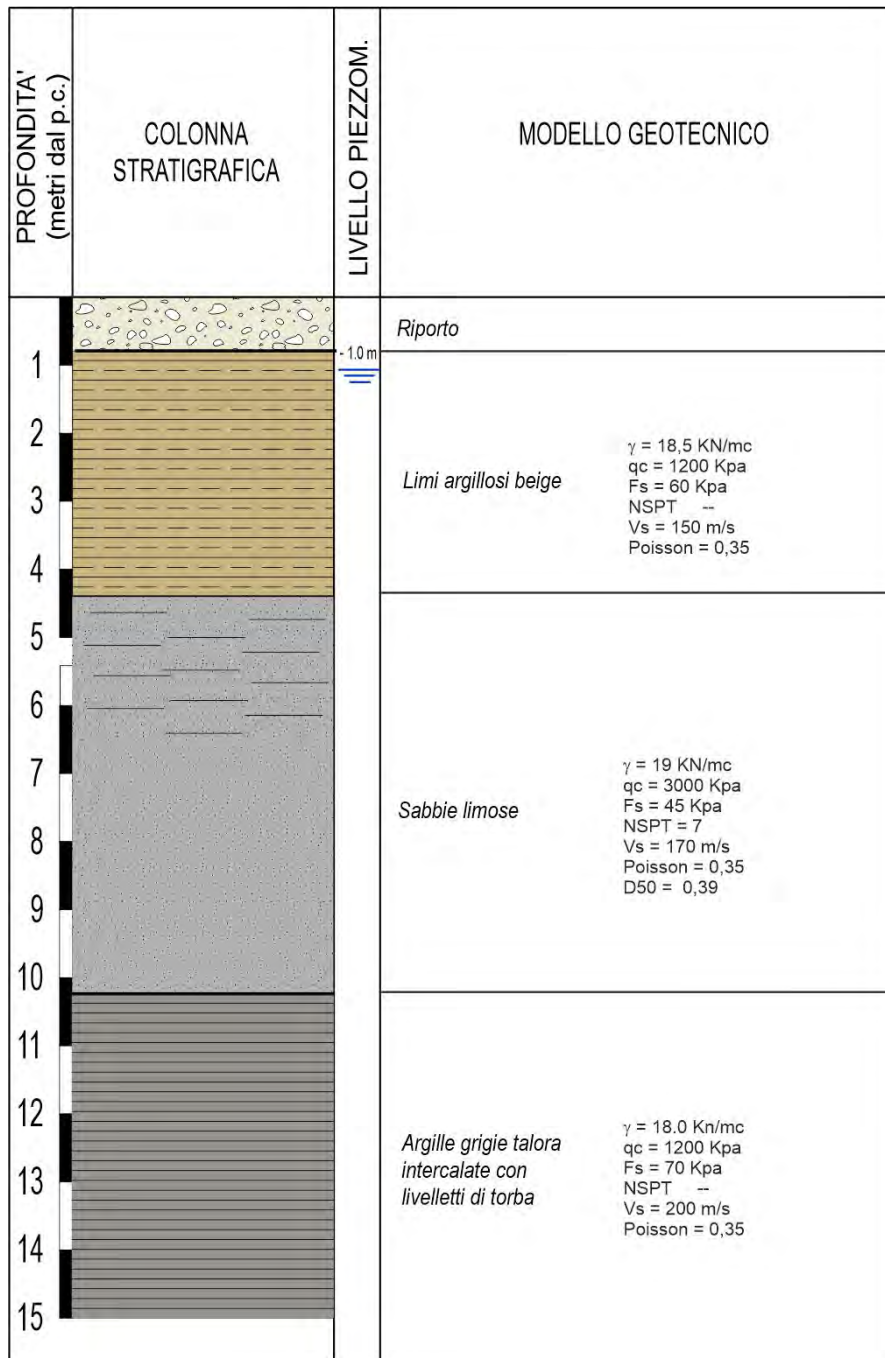 PROFONDITA'
(metri dal p.c.)
COLONNA
STRATIGRAFICA
LIVELLO PIEZZOM.
MODELLO GEOTECNICO
Riporto
- 1.0 m
1
2
3
4
5
6
7
8
9
10
11
12
13
14
15
Limi argillosi beige
γ = 18,5 KN/mc
qc = 1200 Kpa
Fs = 60 Kpa
NSPT --
Vs = 150 m/s
Poisson = 0,35
Sabbie limose
γ = 19 KN/mc
qc = 3000 Kpa
Fs = 45 Kpa
NSPT = 7
Vs = 170 m/s
Poisson = 0,35
D50 = 0,39
Argille grigie talora
intercalate con
livelletti di torba
γ = 18.0 Kn/mc
qc = 1200 Kpa
Fs = 70 Kpa
NSPT --
Vs = 200 m/s
Poisson = 0,35